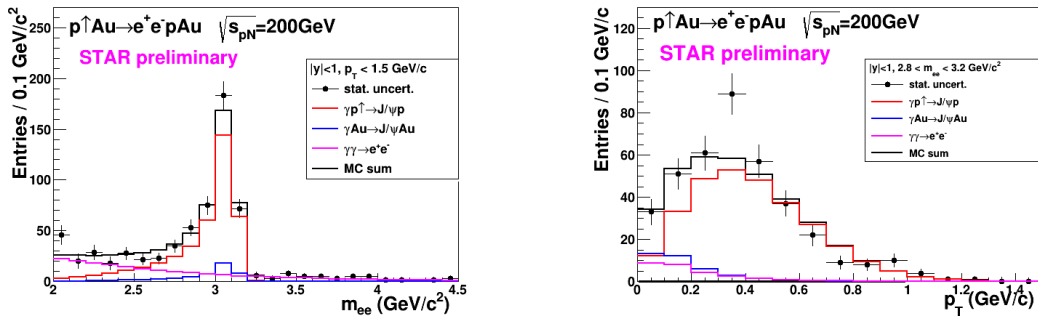 p↑Au→e⁺e⁻pAu √s_pN=200GeV
STAR preliminary
|y|<1, p_T < 1.5 GeV/c
stat. uncert.
γp↑→J/ψp
γAu→J/ψAu
γγ→e⁺e⁻
MC sum
Entries / 0.1 GeV/c²
300
250
200
150
100
50
0
2 2.5 3 3.5 4 4.5
m_ee (GeV/c²)
p↑Au→e⁺e⁻pAu √s_pN=200GeV
STAR preliminary
|y|<1, 2.8 < m_ee < 3.2 GeV/c²
stat. uncert.
γp↑→J/ψp
γAu→J/ψAu
γγ→e⁺e⁻
MC sum
Entries / 0.1 GeV/c
120
100
80
60
40
20
0
0 0.2 0.4 0.6 0.8 1 1.2 1.4
p_T (GeV/c)